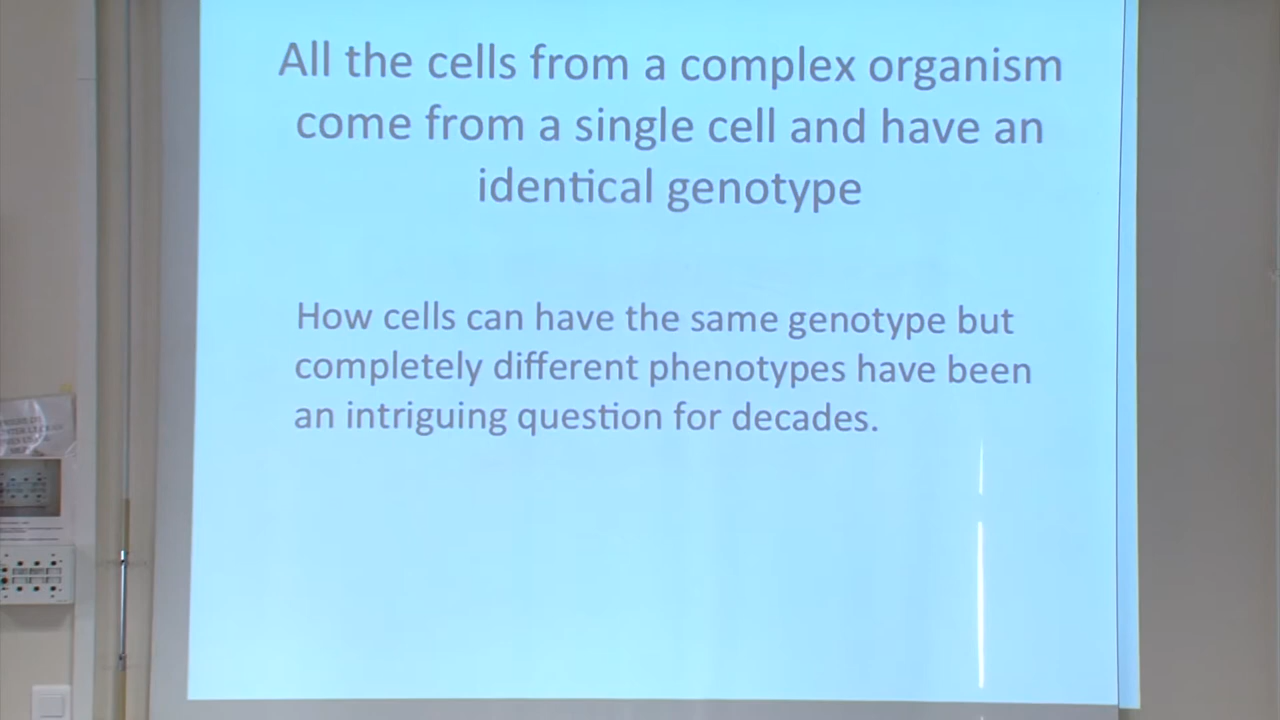 All the cells from a complex organism
come from a single cell and have an
identical genotype
How cells can have the same genotype but
completely different phenotypes have been
an intriguing question for decades.